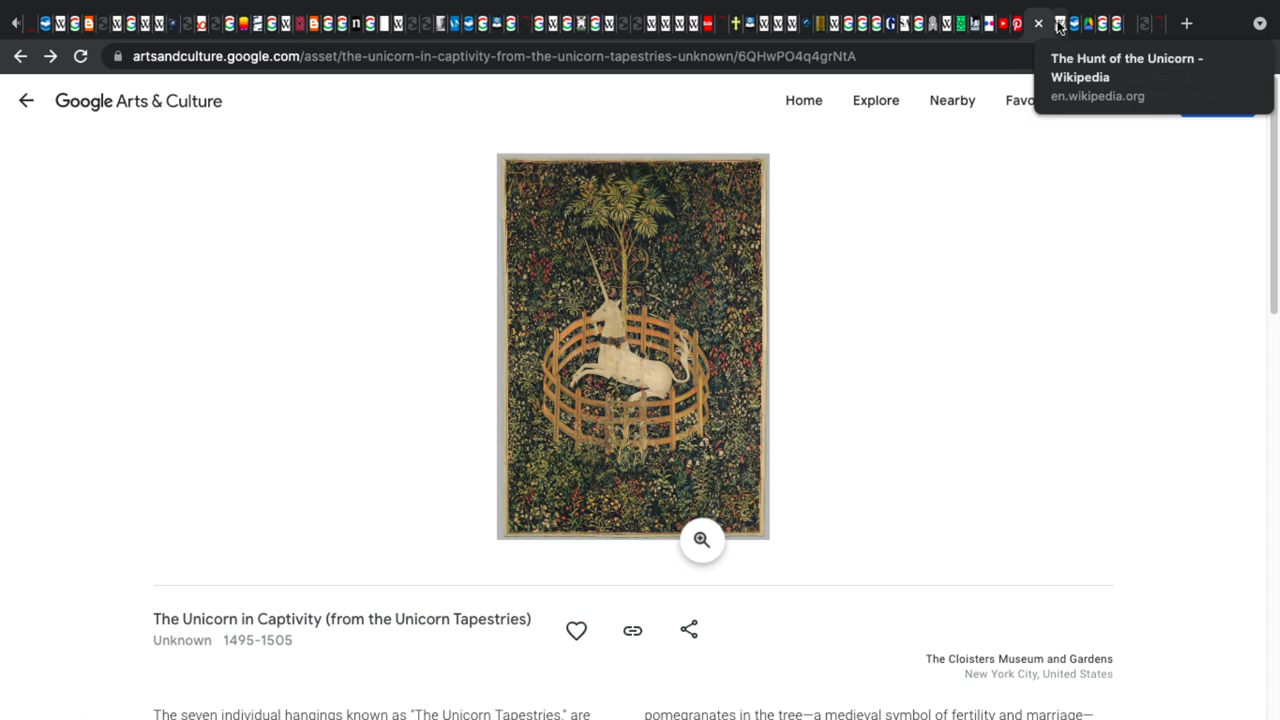 artsandculture.google.com/asset/the-unicorn-in-captivity-from-the-unicorn-tapestries-unknown/6QHwPO4q4grNtA
The Hunt of the Unicorn -
Wikipedia
en.wikipedia.org
Google Arts & Culture
Home
Explore
Nearby
Favo
The Unicorn in Captivity (from the Unicorn Tapestries)
Unknown 1495-1505
The Cloisters Museum and Gardens
New York City, United States
The seven individual hangings known as "The Unicorn Tapestries," are
pomegranates in the tree—a medieval symbol of fertility and marriage—